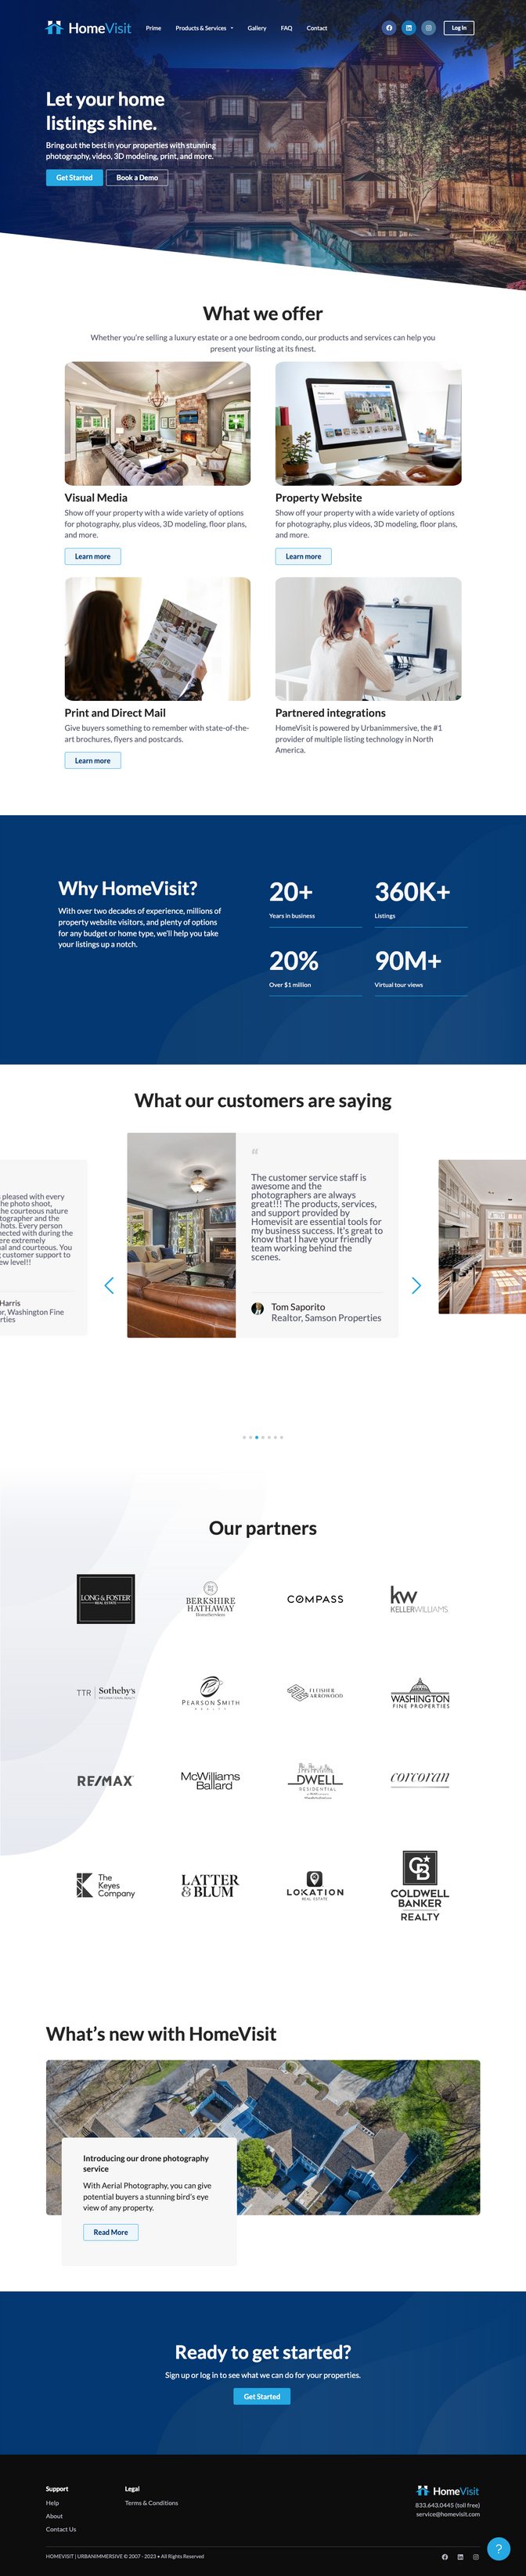 HomeVisit
Prime
Products & Services
Gallery
FAQ
Contact
Log In
Let your home
listings shine.
Bring out the best in your properties with stunning
photography, video, 3D modeling, print, and more.
Get Started
Book a Demo
What we offer
Whether you're selling a luxury estate or a one bedroom condo, our products and services can help you
present your listing at its finest.
Visual Media
Show off your property with a wide variety of options
for photography, plus videos, 3D modeling, floor plans,
and more.
Learn more
Property Website
Show off your property with a wide variety of options
for photography, plus videos, 3D modeling, floor plans,
and more.
Learn more
Print and Direct Mail
Give buyers something to remember with state-of-the-
art brochures, flyers and postcards.
Learn more
Partnered integrations
HomeVisit is powered by Urbanimmersive, the #1
provider of multiple listing technology in North
America.
Why HomeVisit?
With over two decades of experience, millions of
property website visitors, and plenty of options
for any budget or home type, we'll help you take
your listings up a notch.
20+
Years in business
360K+
Listings
20%
Over $1 million
90M+
Virtual tour views
What our customers are saying
pleased with every
he photo shoot,
he courteous nature
tographer and the
hots. Every person
ected with during the
ere extremely
al and courteous. You
customer support to
ew level!!
Harris
or, Washington Fine
rties
“
The customer service staff is
awesome and the
photographers are always
great!!! The products, services,
and support provided by
Homevisit are essential tools for
my business success. It's great to
know that I have your friendly
team working behind the
scenes.
Tom Saporito
Realtor, Samson Properties
Our partners
LONG & FOSTER
REAL ESTATE
BERKSHIRE
HATHAWAY
HomeServices
COMPASS
kw
KELLERWILLIAMS.
TTR | Sotheby's
INTERNATIONAL REALTY
PEARSON SMITH
REALTY
FLEISHER
ARROWOOD
WASHINGTON
FINE PROPERTIES
RE/MAX
McWilliams
Ballard
DWELL
RESIDENTIAL
corcoran
The
Keyes
Company
LATTER
& BLUM
LOKATION
REAL ESTATE
CB
COLDWELL
BANKER
REALTY
What's new with HomeVisit
Introducing our drone photography
service
With Aerial Photography, you can give
potential buyers a stunning bird's eye
view of any property.
Read More
Ready to get started?
Sign up or log in to see what we can do for your properties.
Get Started
Support
Help
About
Contact Us
Legal
Terms & Conditions
HomeVisit
833.643.0445 (toll free)
service@homevisit.com
HOMEVISIT | URBANIMMERSIVE © 2007 - 2023 • All Rights Reserved
?